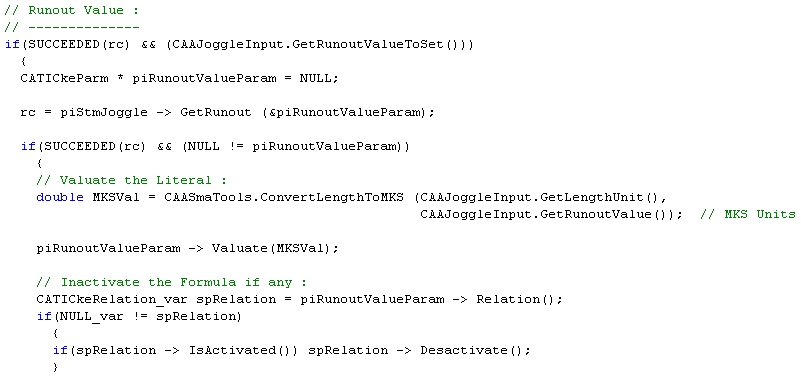 // Runout Value :
// --------------
if(SUCCEEDED(rc) && (CAAJoggleInput.GetRunoutValueToSet()))
{
CATICkeParm * piRunoutValueParam = NULL;
rc = piStmJoggle -> GetRunout (&piRunoutValueParam);
if(SUCCEEDED(rc) && (NULL != piRunoutValueParam))
{
// Valuate the Literal :
double MKSVal = CAASmaTools.ConvertLengthToMKS (CAAJoggleInput.GetLengthUnit(),
CAAJoggleInput.GetRunoutValue()); // MKS Units
piRunoutValueParam -> Valuate(MKSVal);
// Inactivate the Formula if any :
CATICkeRelation_var spRelation = piRunoutValueParam -> Relation();
if(NULL_var != spRelation)
{
if(spRelation -> IsActivated()) spRelation -> Desactivate();
}